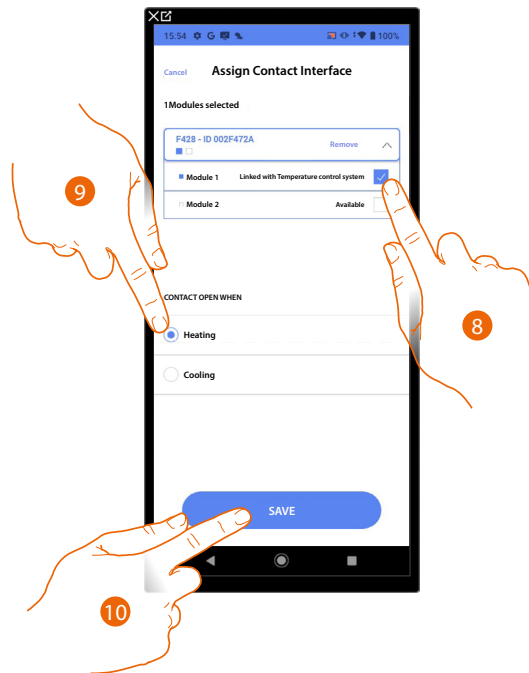 15:54 G 100%
Cancel Assign Contact Interface
1Modules selected
F428 - ID 002F472A Remove
Module 1 Linked with Temperature control system
Module 2 Available
9
8
CONTACT OPEN WHEN
Heating
Cooling
SAVE
10